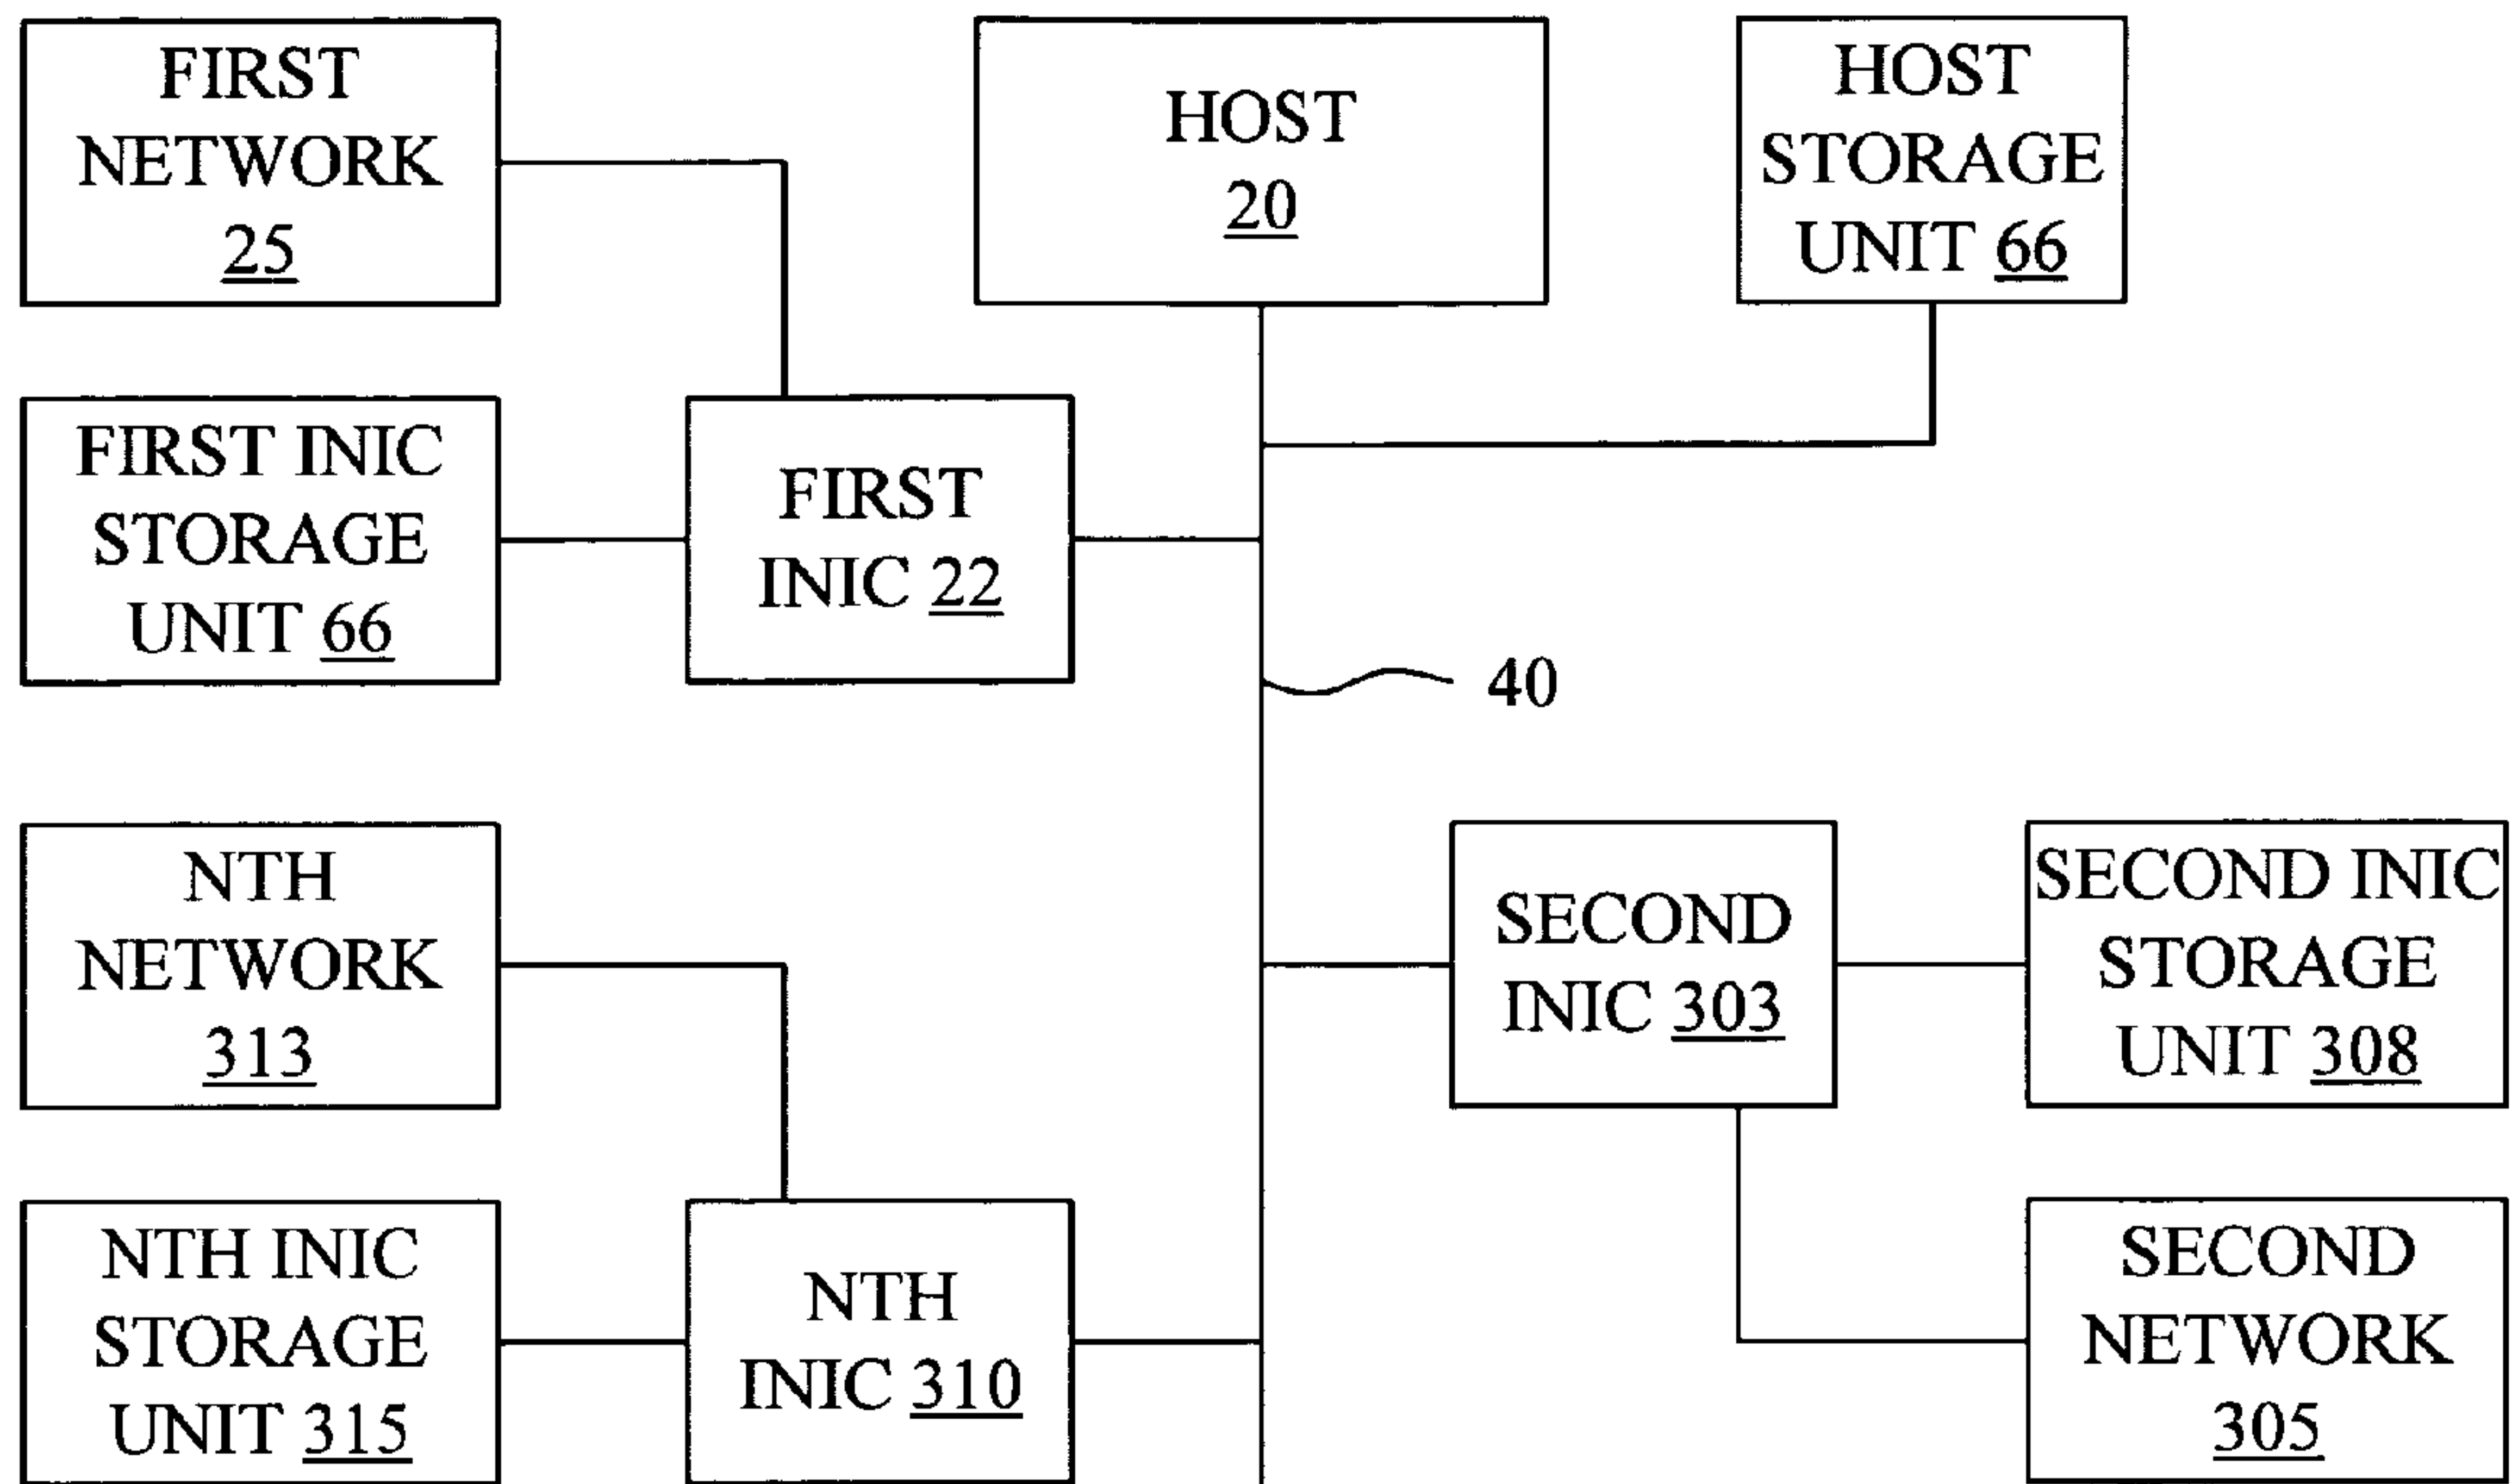 FIRST
NETWORK
25
HOST
20
HOST
STORAGE
UNIT 66
FIRST INIC
STORAGE
UNIT 66
FIRST
INIC 22
40
NTH
NETWORK
313
SECOND
INIC 303
SECOND INIC
STORAGE
UNIT 308
NTH INIC
STORAGE
UNIT 315
NTH
INIC 310
SECOND
NETWORK
305